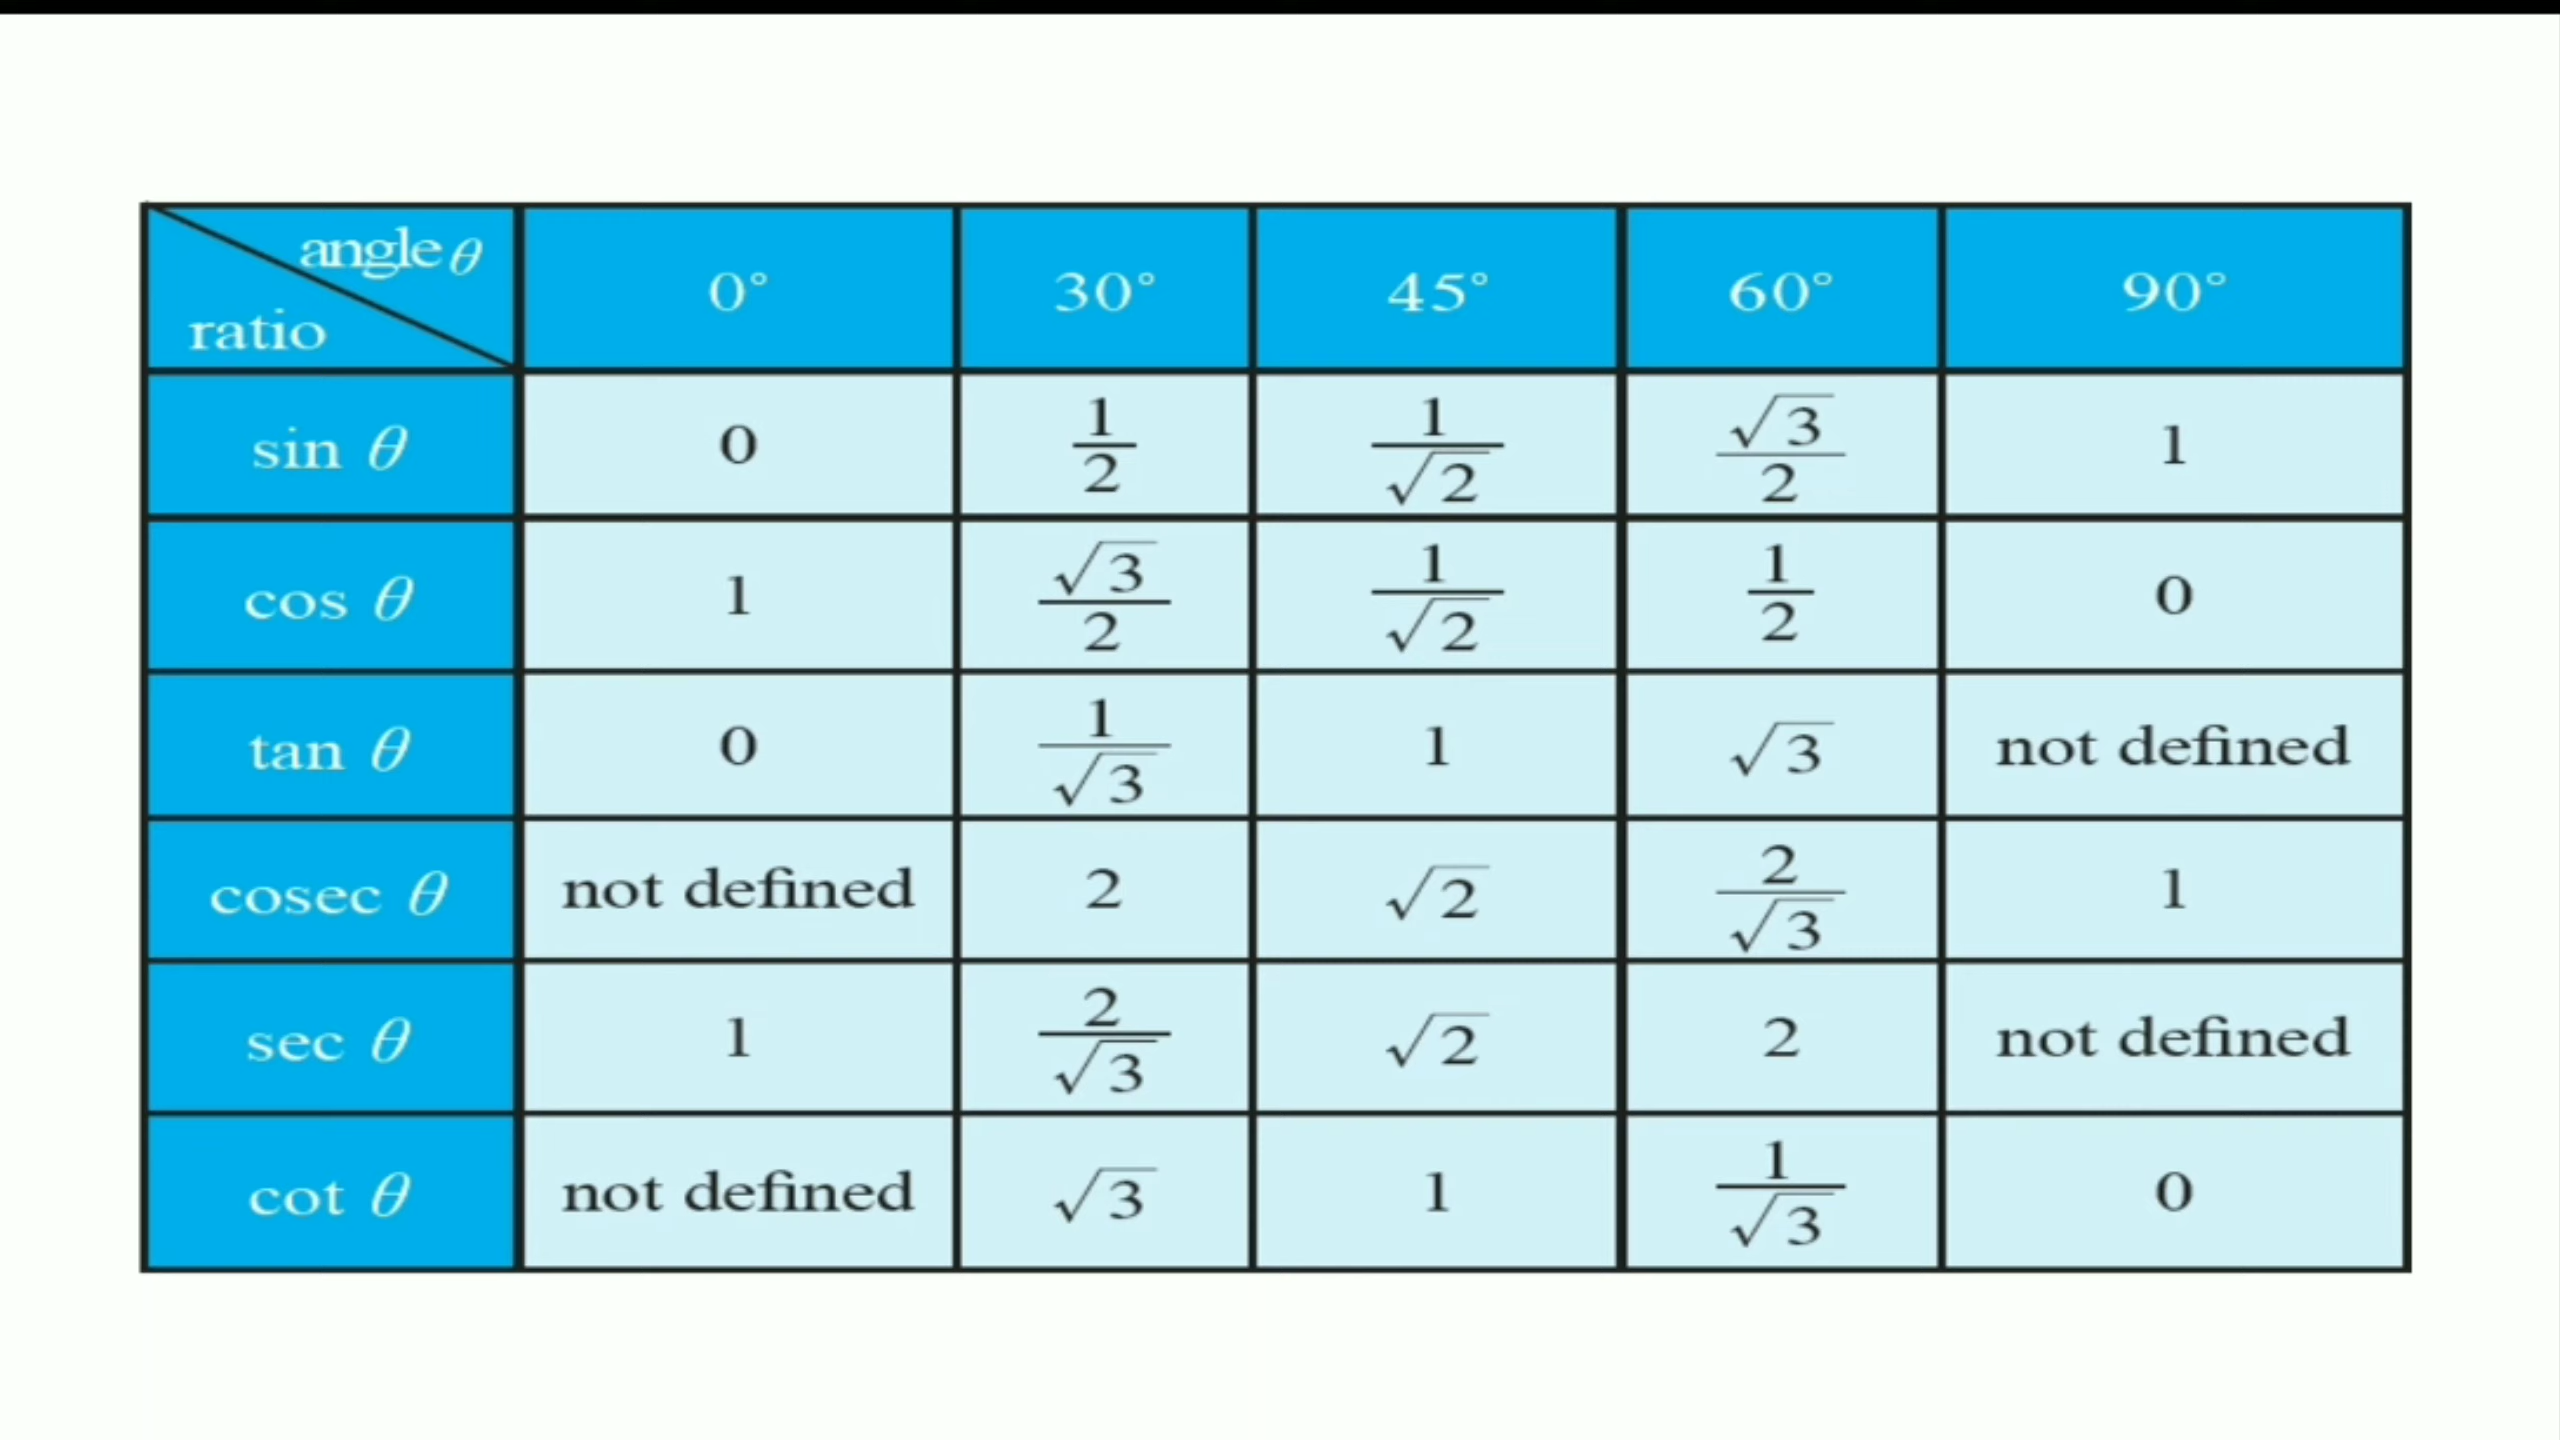 angle θ
ratio
0° 30° 45° 60° 90°
sin θ 0 1/2 1/√2 √3/2 1
cos θ 1 √3/2 1/√2 1/2 0
tan θ 0 1/√3 1 √3 not defined
cosec θ not defined 2 √2 2/√3 1
sec θ 1 2/√3 √2 2 not defined
cot θ not defined √3 1 1/√3 0